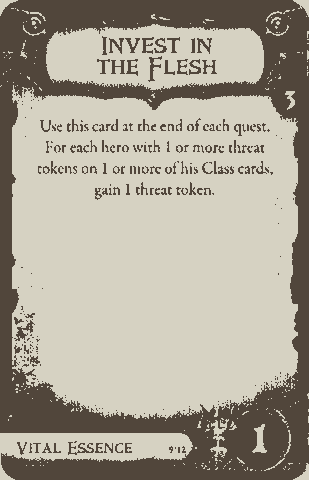 INVEST IN
THE FLESH
3
Use this card at the end of each quest.
For each hero with 1 or more threat
tokens on 1 or more of his Class cards,
gain 1 threat token.
VITAL ESSENCE
9/12
1